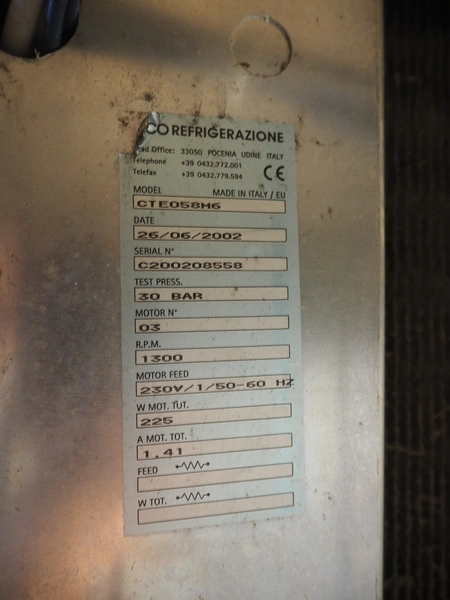 CO REFRIGERAZIONE
Office: 33050 POCENIA UDINE ITALY
Telephone +39 0432.772.001
Telefax +39 0432.779.594
CE
MODEL MADE IN ITALY / EU
CTE058M6
DATE
26/06/2002
SERIAL N°
C200208558
TEST PRESS.
30 BAR
MOTOR N°
03
R.P.M.
1300
MOTOR FEED
230V/1/50-60 HZ
W MOT. TUT.
225
A MOT. TOT.
1.41
FEED
W TOT.